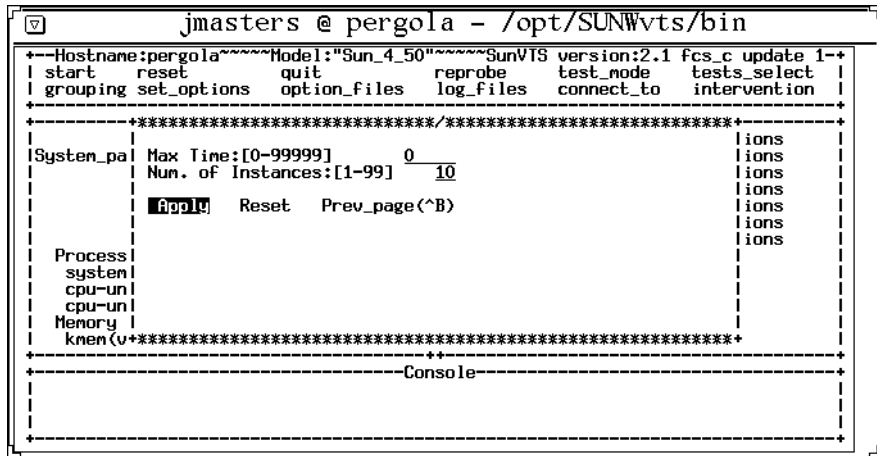 jmasters @ pergola - /opt/SUNWvts/bin
+--Hostname:pergola~~~~~Model:"Sun_4_50"~~~~~SunVTS version:2.1 fcs_c update 1-+
start reset quit reprobe test_mode tests_select
grouping set_options option_files log_files connect_to intervention
ions
System_pa Max Time:[0-99999] 0 ions
Num. of Instances:[1-99] 10 ions
ions
Apply Reset Prev_page(^B) ions
ions
ions
Process
system
cpu-un
cpu-un
Memory
kmem(v
Console